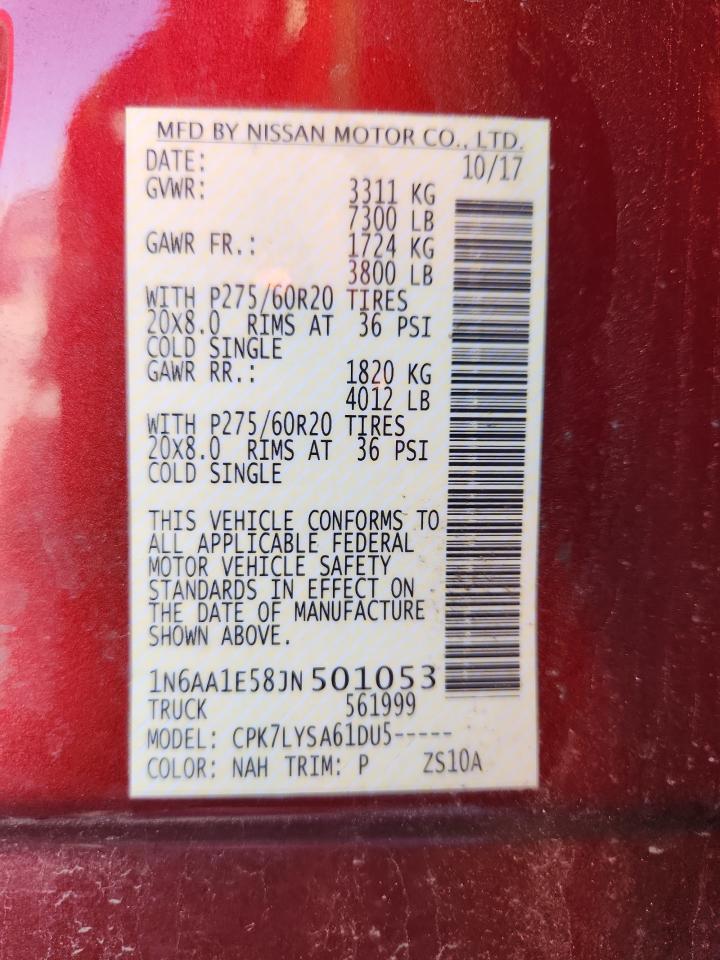 MFD BY NISSAN MOTOR CO., LTD.
DATE: 10/17
GVWR: 3311 KG
7300 LB
GAWR FR.: 1724 KG
3800 LB
WITH P275/60R20 TIRES
20X8.0 RIMS AT 36 PSI
COLD SINGLE
GAWR RR.: 1820 KG
4012 LB
WITH P275/60R20 TIRES
20X8.0 RIMS AT 36 PSI
COLD SINGLE
THIS VEHICLE CONFORMS TO
ALL APPLICABLE FEDERAL
MOTOR VEHICLE SAFETY
STANDARDS IN EFFECT ON
THE DATE OF MANUFACTURE
SHOWN ABOVE.
1N6AA1E58JN501053
TRUCK 561999
MODEL: CPK7LYSA61DU5-----
COLOR: NAH TRIM: P ZS10A